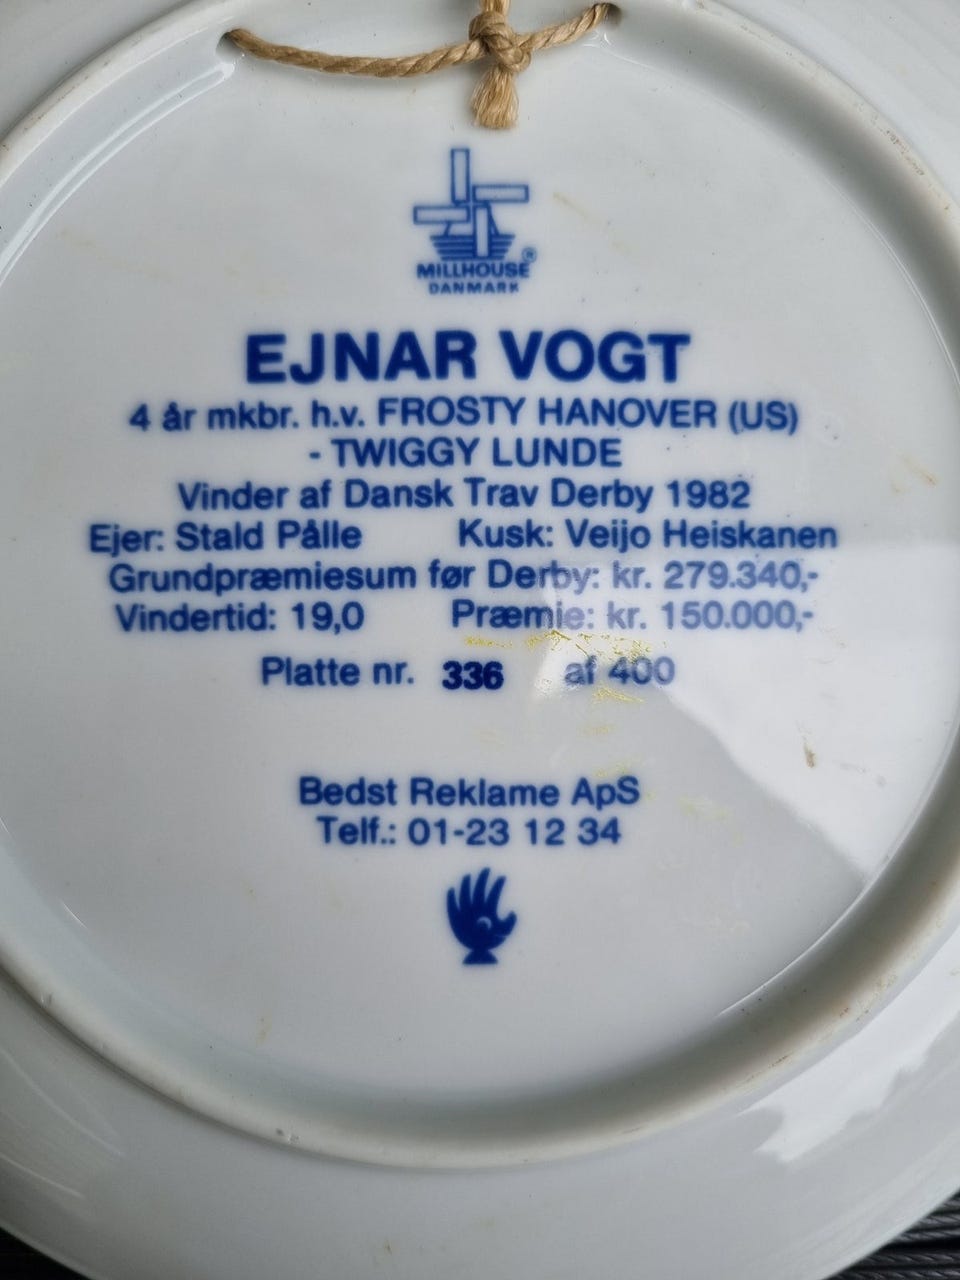 MILLHOUSE ®
DANMARK
EJNAR VOGT
4 år mkbr. h.v. FROSTY HANOVER (US)
- TWIGGY LUNDE
Vinder af Dansk Trav Derby 1982
Ejer: Stald Pålle Kusk: Veijo Heiskanen
Grundpræmiesum før Derby: kr. 279.340,-
Vindertid: 19,0 Præmie: kr. 150.000,-
Platte nr. 336 af 400
Bedst Reklame ApS
Telf.: 01-23 12 34